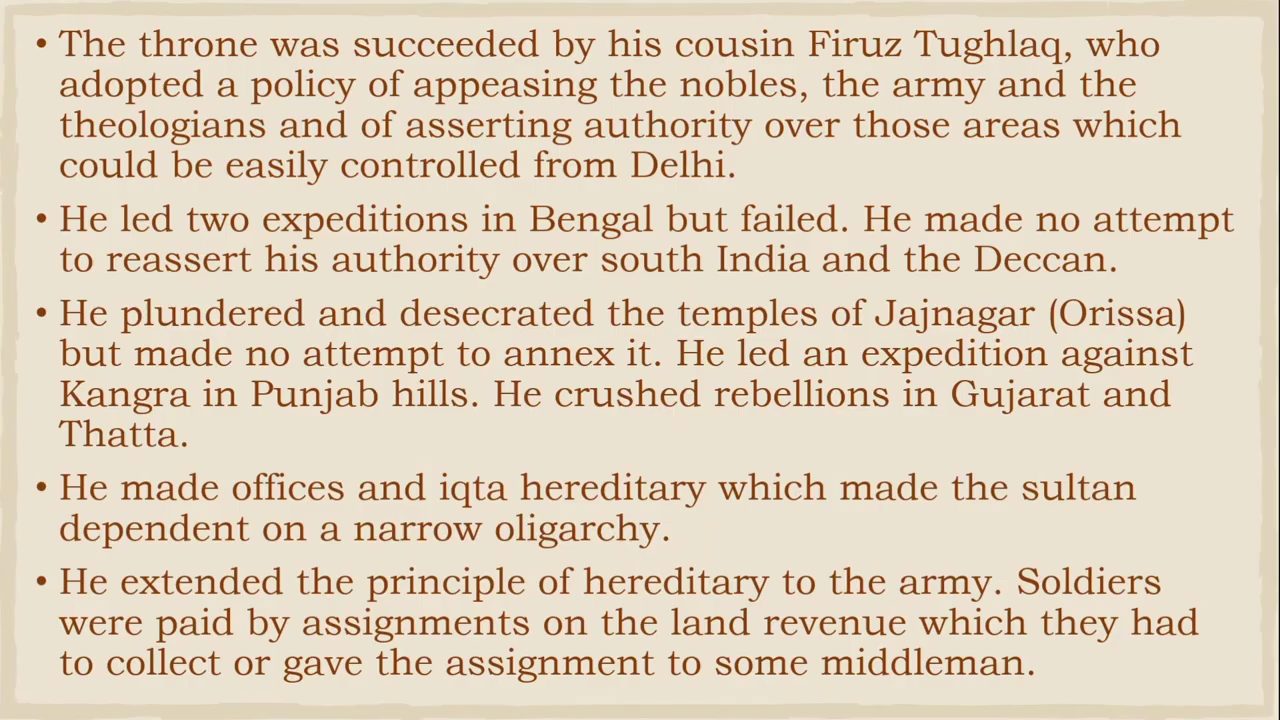 • The throne was succeeded by his cousin Firuz Tughlaq, who
adopted a policy of appeasing the nobles, the army and the
theologians and of asserting authority over those areas which
could be easily controlled from Delhi.
• He led two expeditions in Bengal but failed. He made no attempt
to reassert his authority over south India and the Deccan.
• He plundered and desecrated the temples of Jajnagar (Orissa)
but made no attempt to annex it. He led an expedition against
Kangra in Punjab hills. He crushed rebellions in Gujarat and
Thatta.
• He made offices and iqta hereditary which made the sultan
dependent on a narrow oligarchy.
• He extended the principle of hereditary to the army. Soldiers
were paid by assignments on the land revenue which they had
to collect or gave the assignment to some middleman.